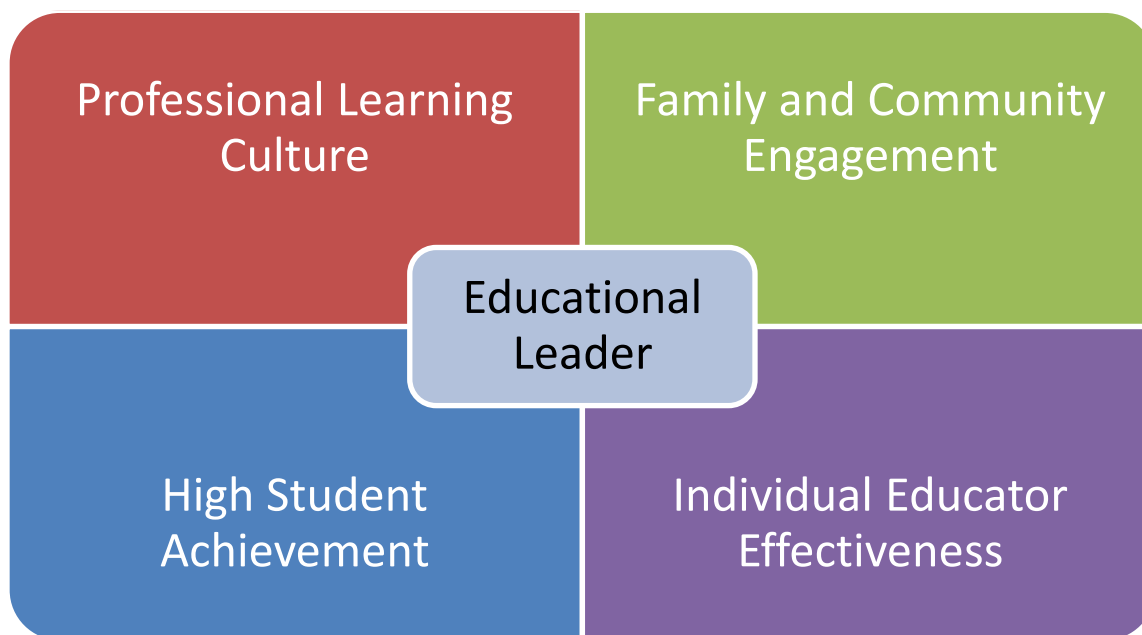 Professional Learning
Culture
Family and Community
Engagement
Educational
Leader
High Student
Achievement
Individual Educator
Effectiveness